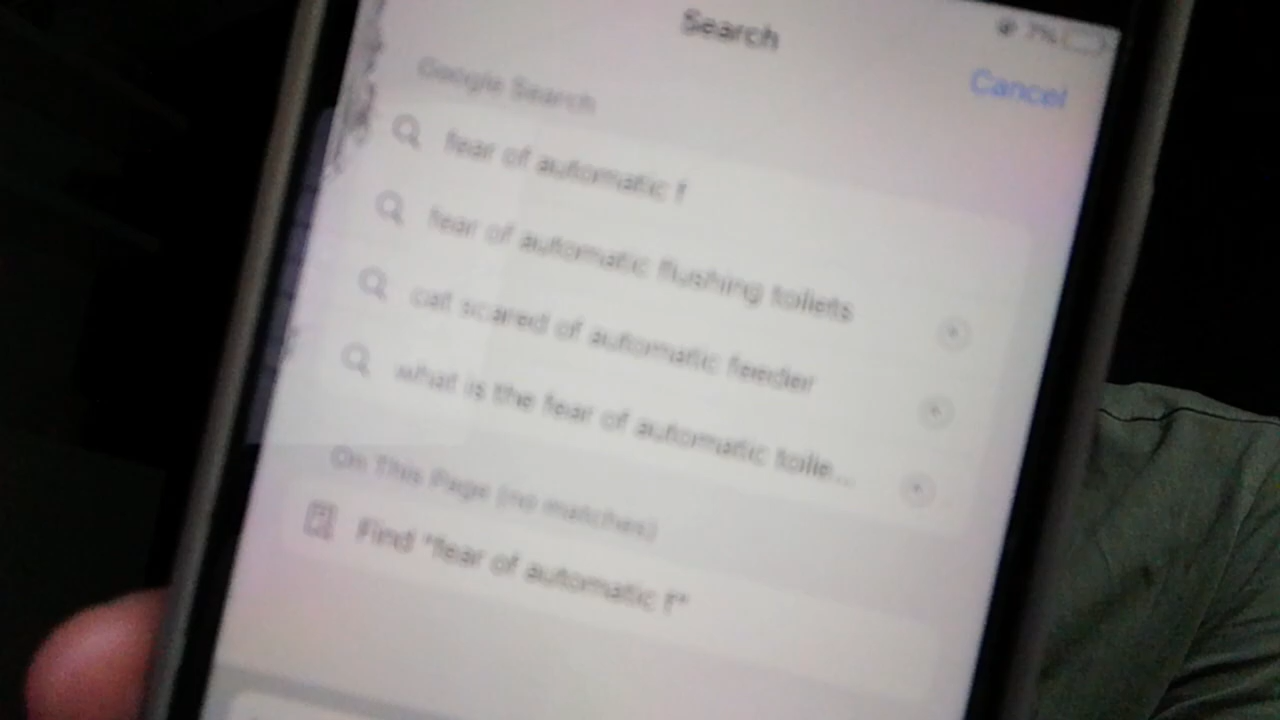 7%
Search
Cancel
Google Search
fear of automatic f
fear of automatic flushing toilets
cat scared of automatic feeder
what is the fear of automatic toile...
On This Page (no matches)
Find "fear of automatic f"